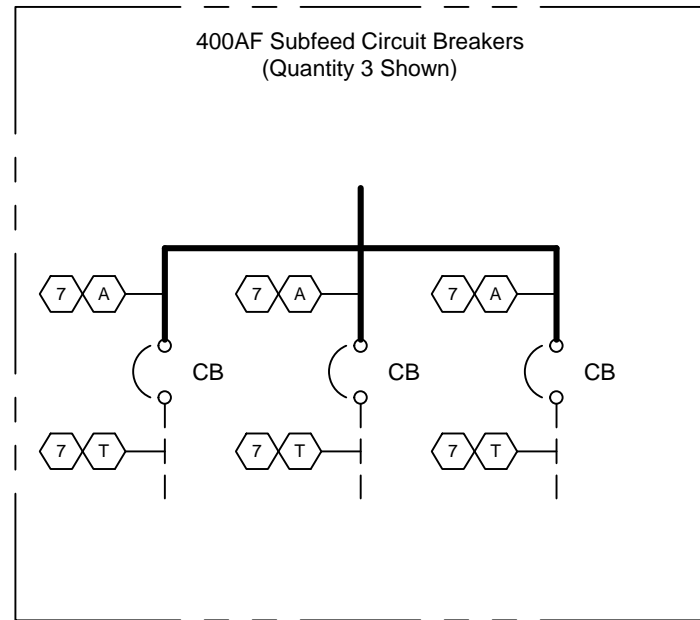 400AF Subfeed Circuit Breakers
(Quantity 3 Shown)
7 A 7 A 7 A
CB CB CB
7 T 7 T 7 T